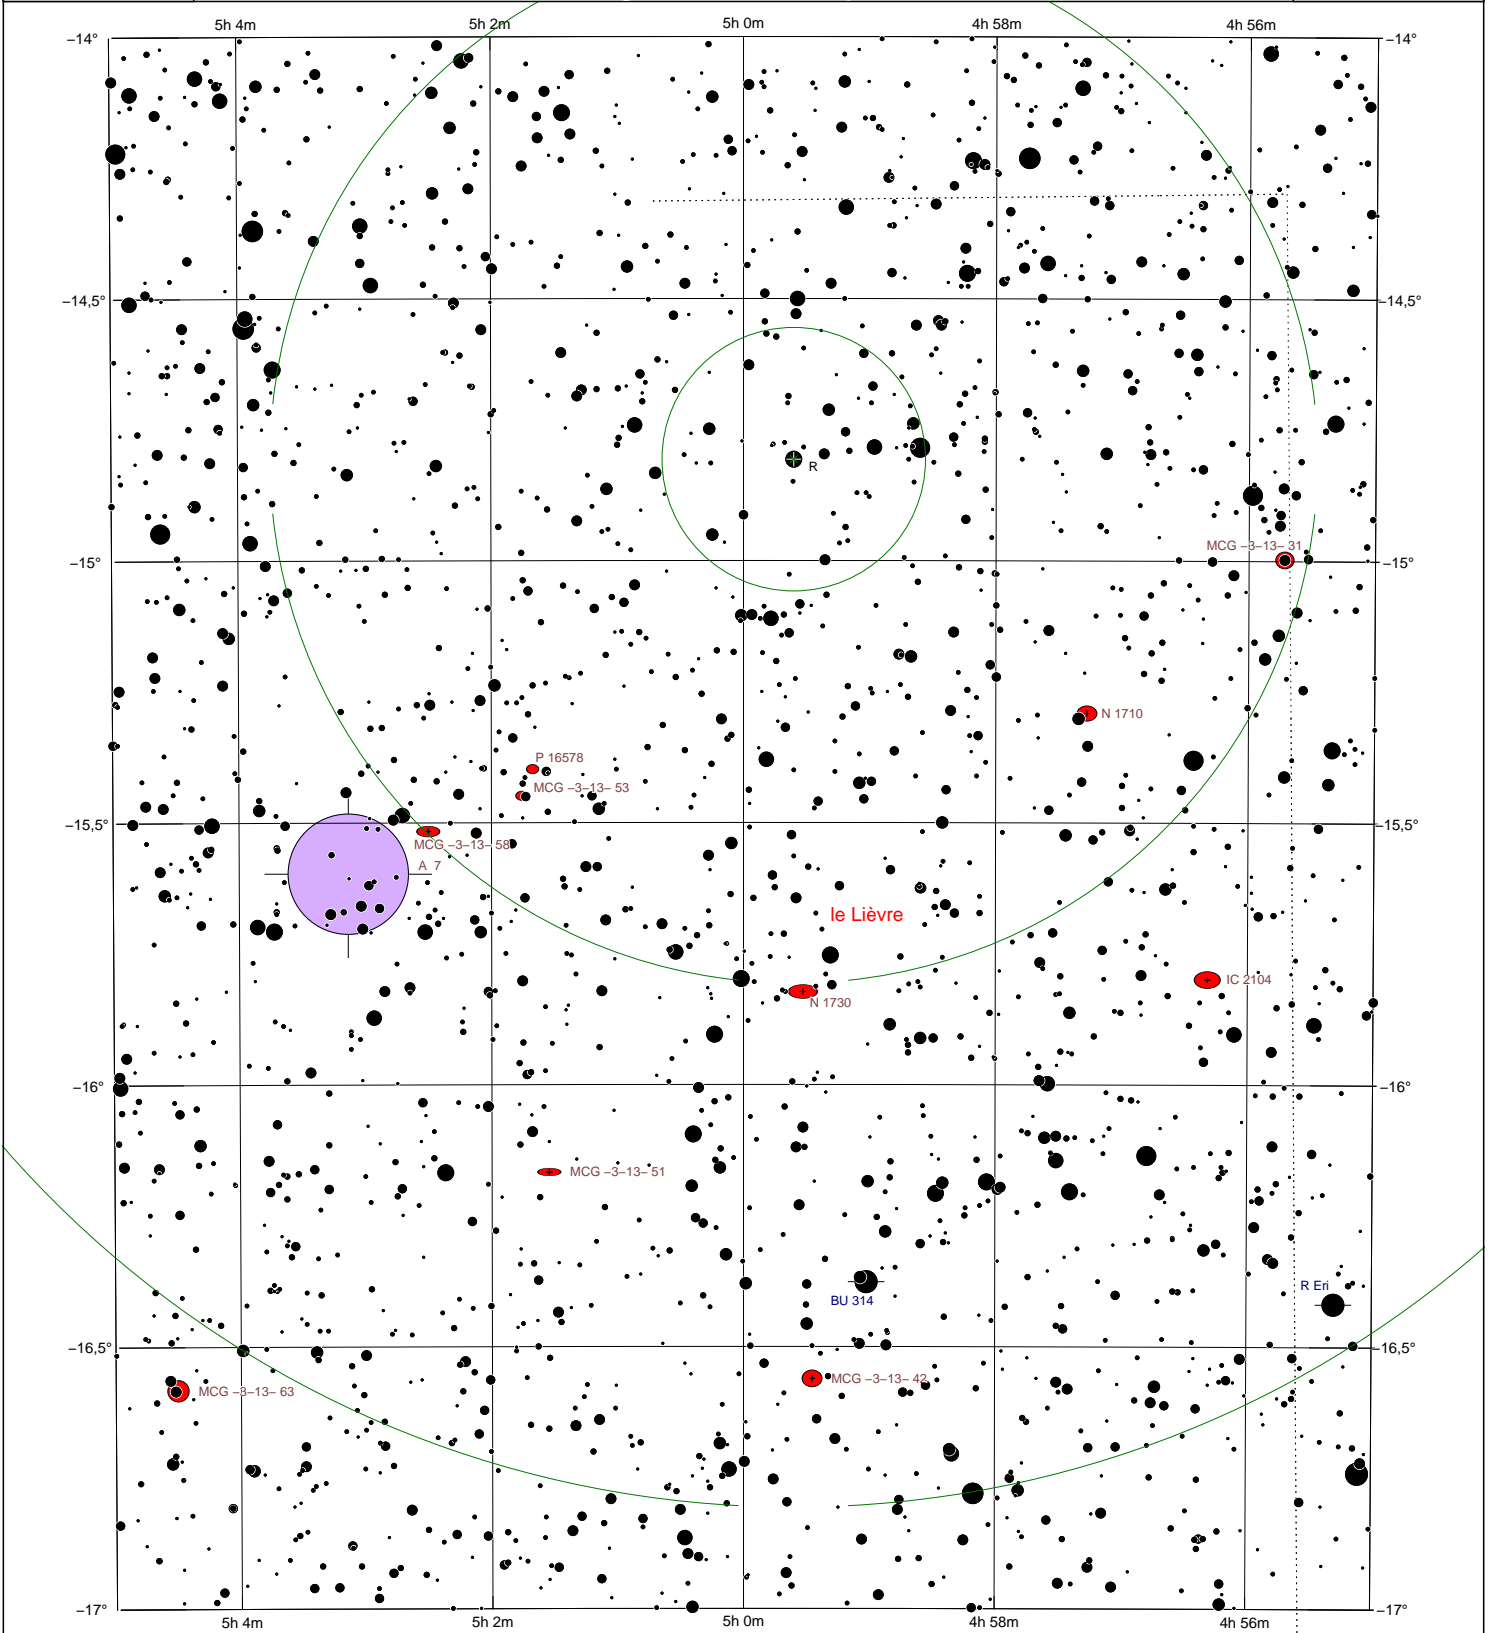 5h 4m 5h 2m 5h 0m 4h 58m 4h 56m
−14° −14°
−14,5° −14,5°
R
MCG −3−13− 31
−15° −15°
N 1710
P 16578
MCG −3−13− 53
−15,5° −15,5°
MCG −3−13− 58
A 7
le Lièvre
IC 2104
N 1730
−16° −16°
MCG −3−13− 51
R Eri
BU 314
−16,5° −16,5°
MCG −3−13− 42
MCG −3−13− 63
−17° −17°
5h 4m 5h 2m 5h 0m 4h 58m 4h 56m